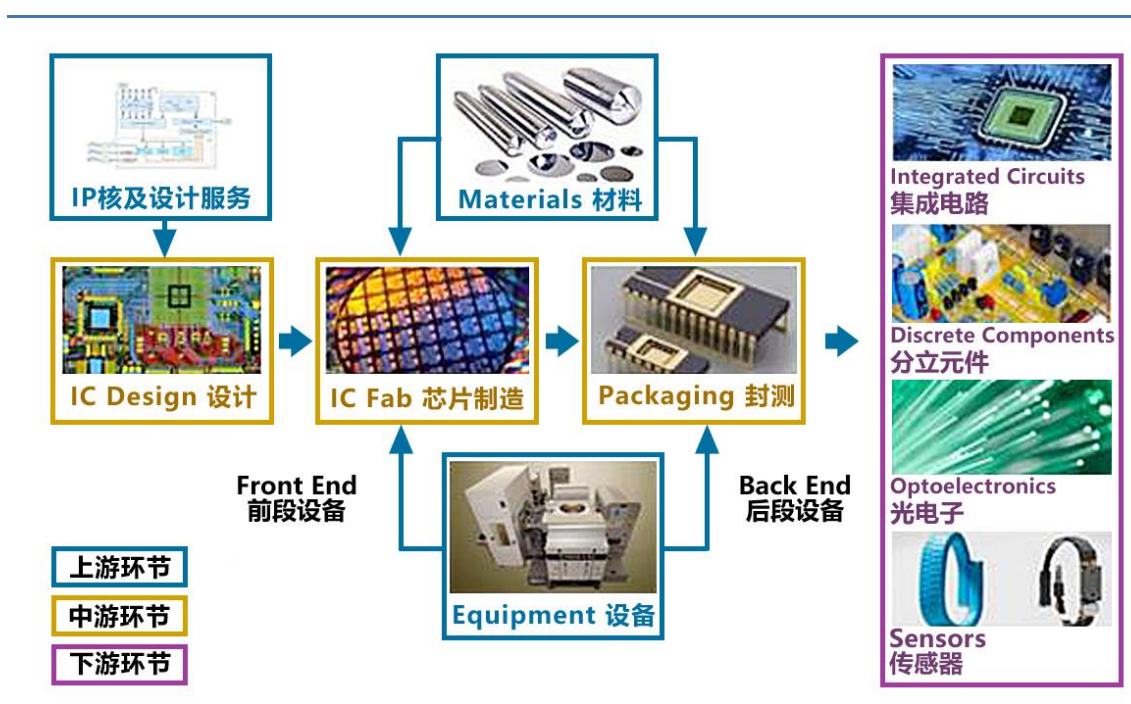 IP核及设计服务
Materials 材料
IC Design 设计
IC Fab 芯片制造
Packaging 封测
Front End
前段设备
Back End
后段设备
Equipment 设备
上游环节
中游环节
下游环节
Integrated Circuits
集成电路
Discrete Components
分立元件
Optoelectronics
光电子
Sensors
传感器